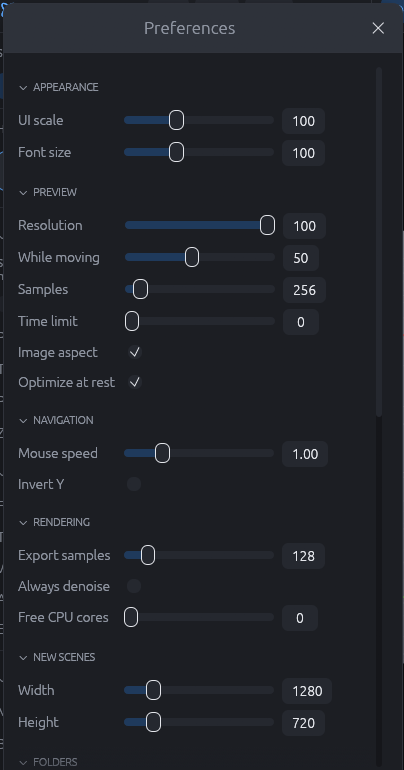 Preferences
APPEARANCE
UI scale 100
Font size 100
PREVIEW
Resolution 100
While moving 50
Samples 256
Time limit 0
Image aspect
Optimize at rest
NAVIGATION
Mouse speed 1.00
Invert Y
RENDERING
Export samples 128
Always denoise
Free CPU cores 0
NEW SCENES
Width 1280
Height 720
FOLDERS